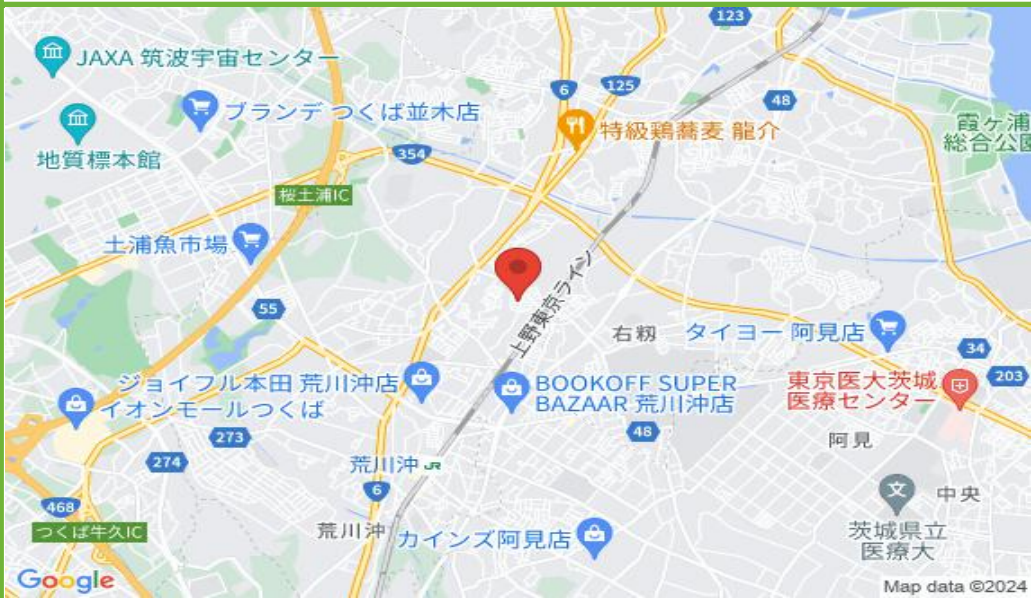 123
JAXA 筑波宇宙センター
6
125
48
ブランデ つくば並木店
特級鶏蕎麦 龍介
霞ヶ浦
総合公園
地質標本館
354
桜土浦IC
土浦魚市場
55
上野東京ライン
右籾
タイヨー 阿見店
34
203
ジョイフル本田 荒川沖店
イオンモールつくば
BOOKOFF SUPER
BAZAAR 荒川沖店
東京医大茨城
医療センター
273
48
阿見
274
荒川沖 JR
6
中央
468
つくば牛久IC
荒川沖
カインズ阿見店
文
茨城県立
医療大
Google
Map data ©2024